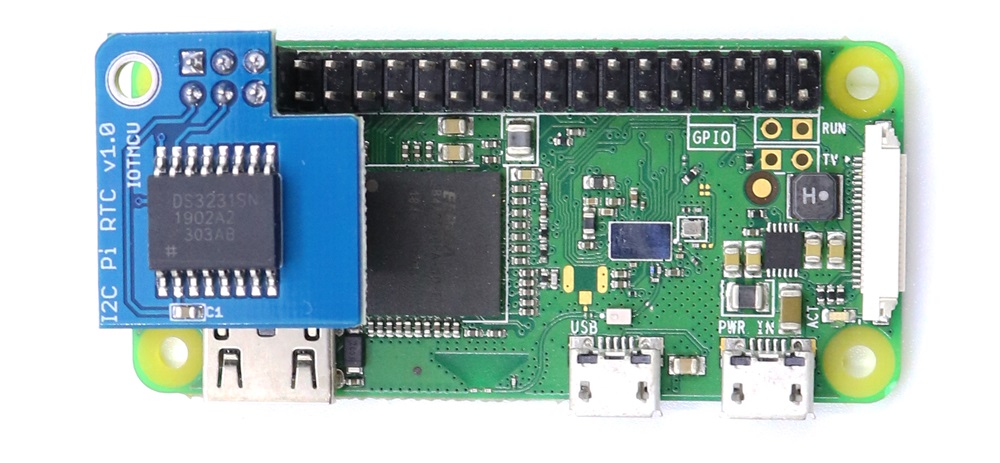 I2C Pi RTC v1.0
IOTMCU
DS3231SN
1902A2
303AB
#
C1
GPIO
RUN
TV
H
USB
PWR IN
ACT